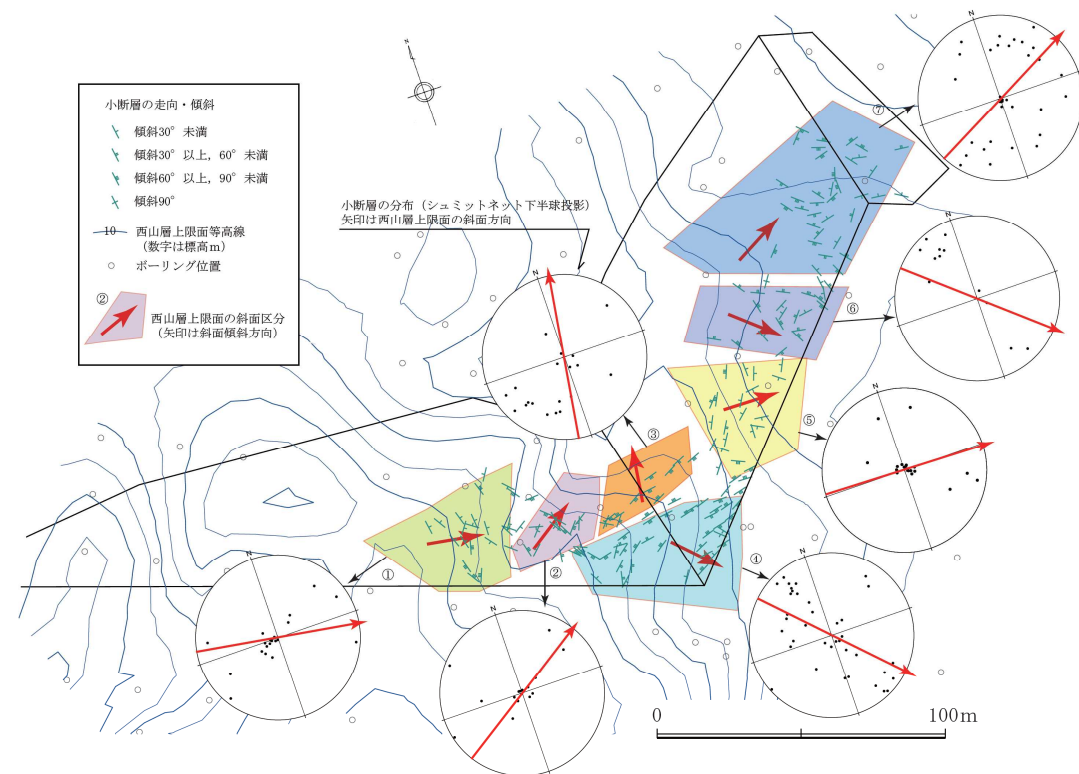 小断層の走向・傾斜
傾斜30° 未満
傾斜30° 以上，60° 未満
傾斜60° 以上，90° 未満
傾斜90°
10 西山層上限面等高線
（数字は標高m）
ボーリング位置
②
西山層上限面の斜面区分
（矢印は斜面傾斜方向）
N
小断層の分布（シュミットネット下半球投影）
矢印は西山層上限面の斜面方向
N
⑦
N
⑥
N
⑤
N
③
④
N
①
N
②
N
0 100m